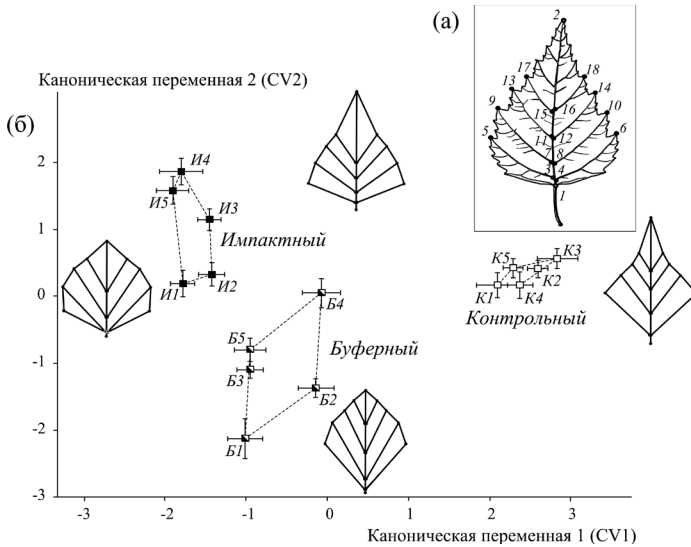 (а)
2
17
18
13
14
9
15
16
10
5
11
12
6
7
8
3
4
1
Каноническая переменная 2 (CV2)
(б)
2
1
0
-1
-2
-3
И4
И5
И3
Импактный
И1
И2
К5
К3
К2
К1
К4
Контрольный
Б4
Б5
Буферный
Б3
Б2
Б1
-3
-2
-1
0
1
2
3
Каноническая переменная 1 (CV1)